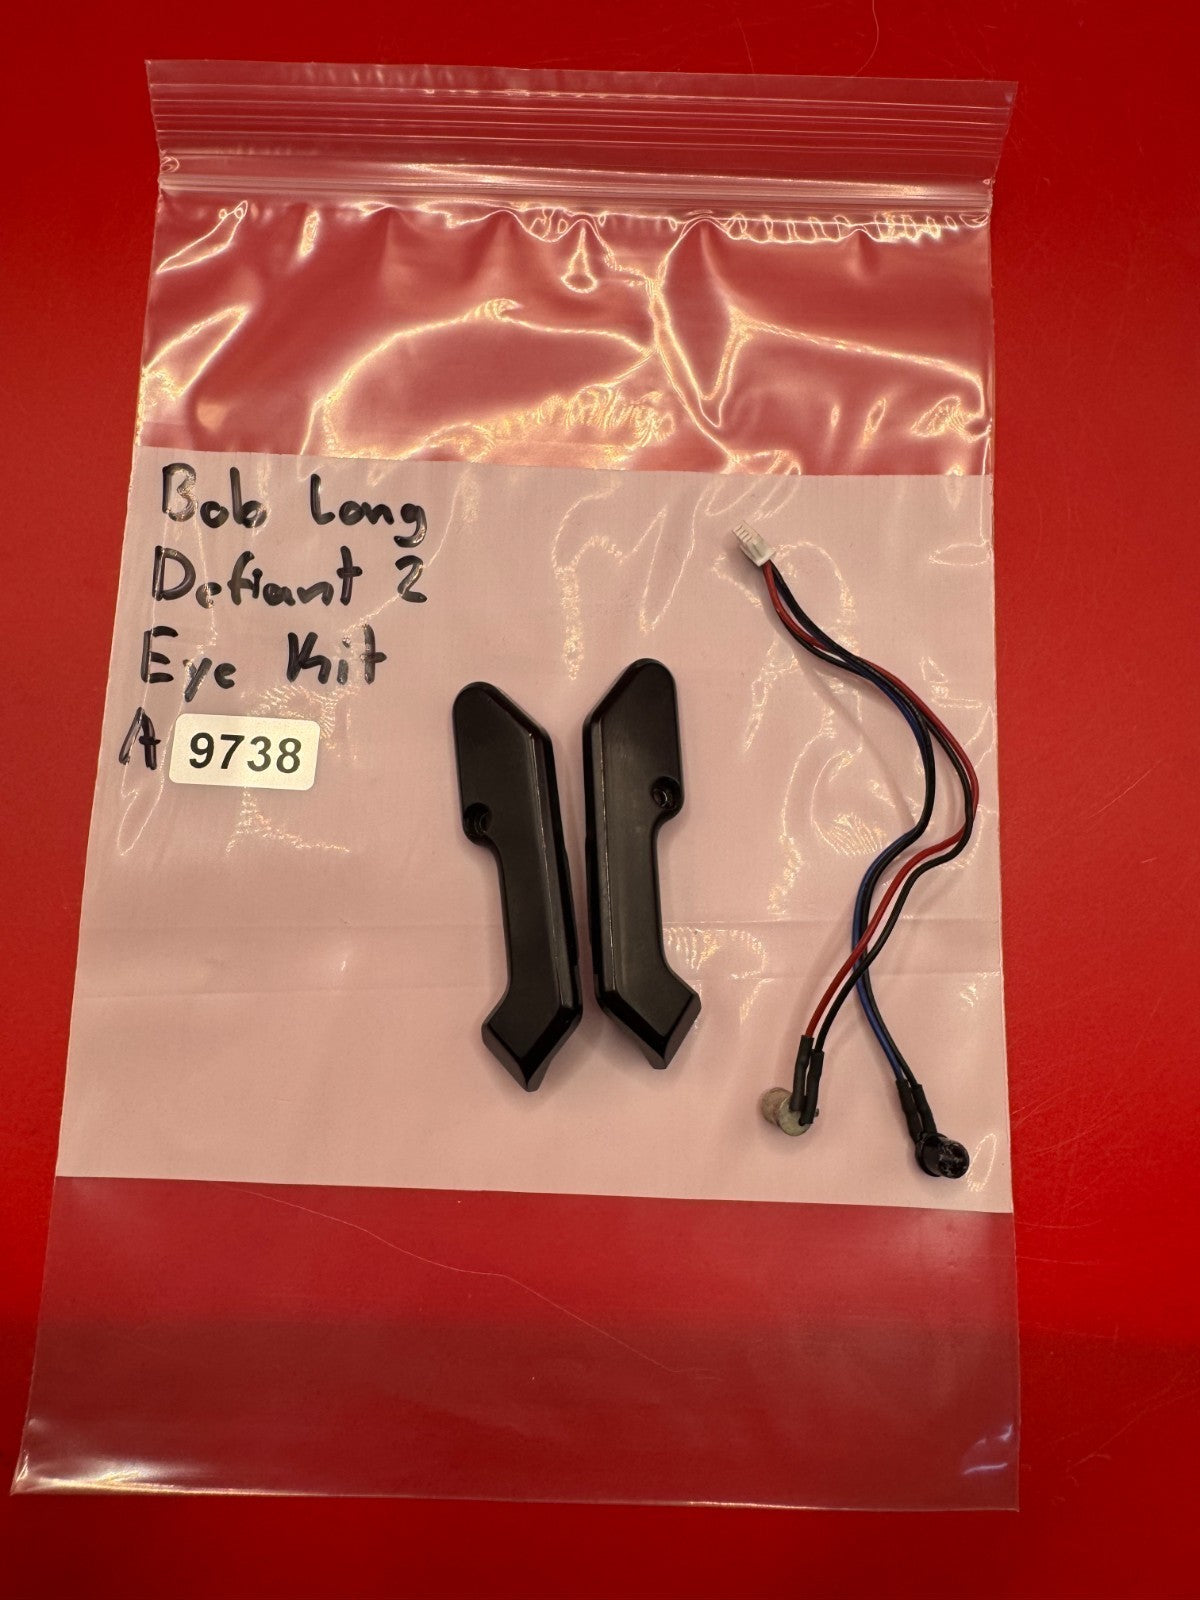 Bob Long
Defiant 2
Eye Kit
A 9738